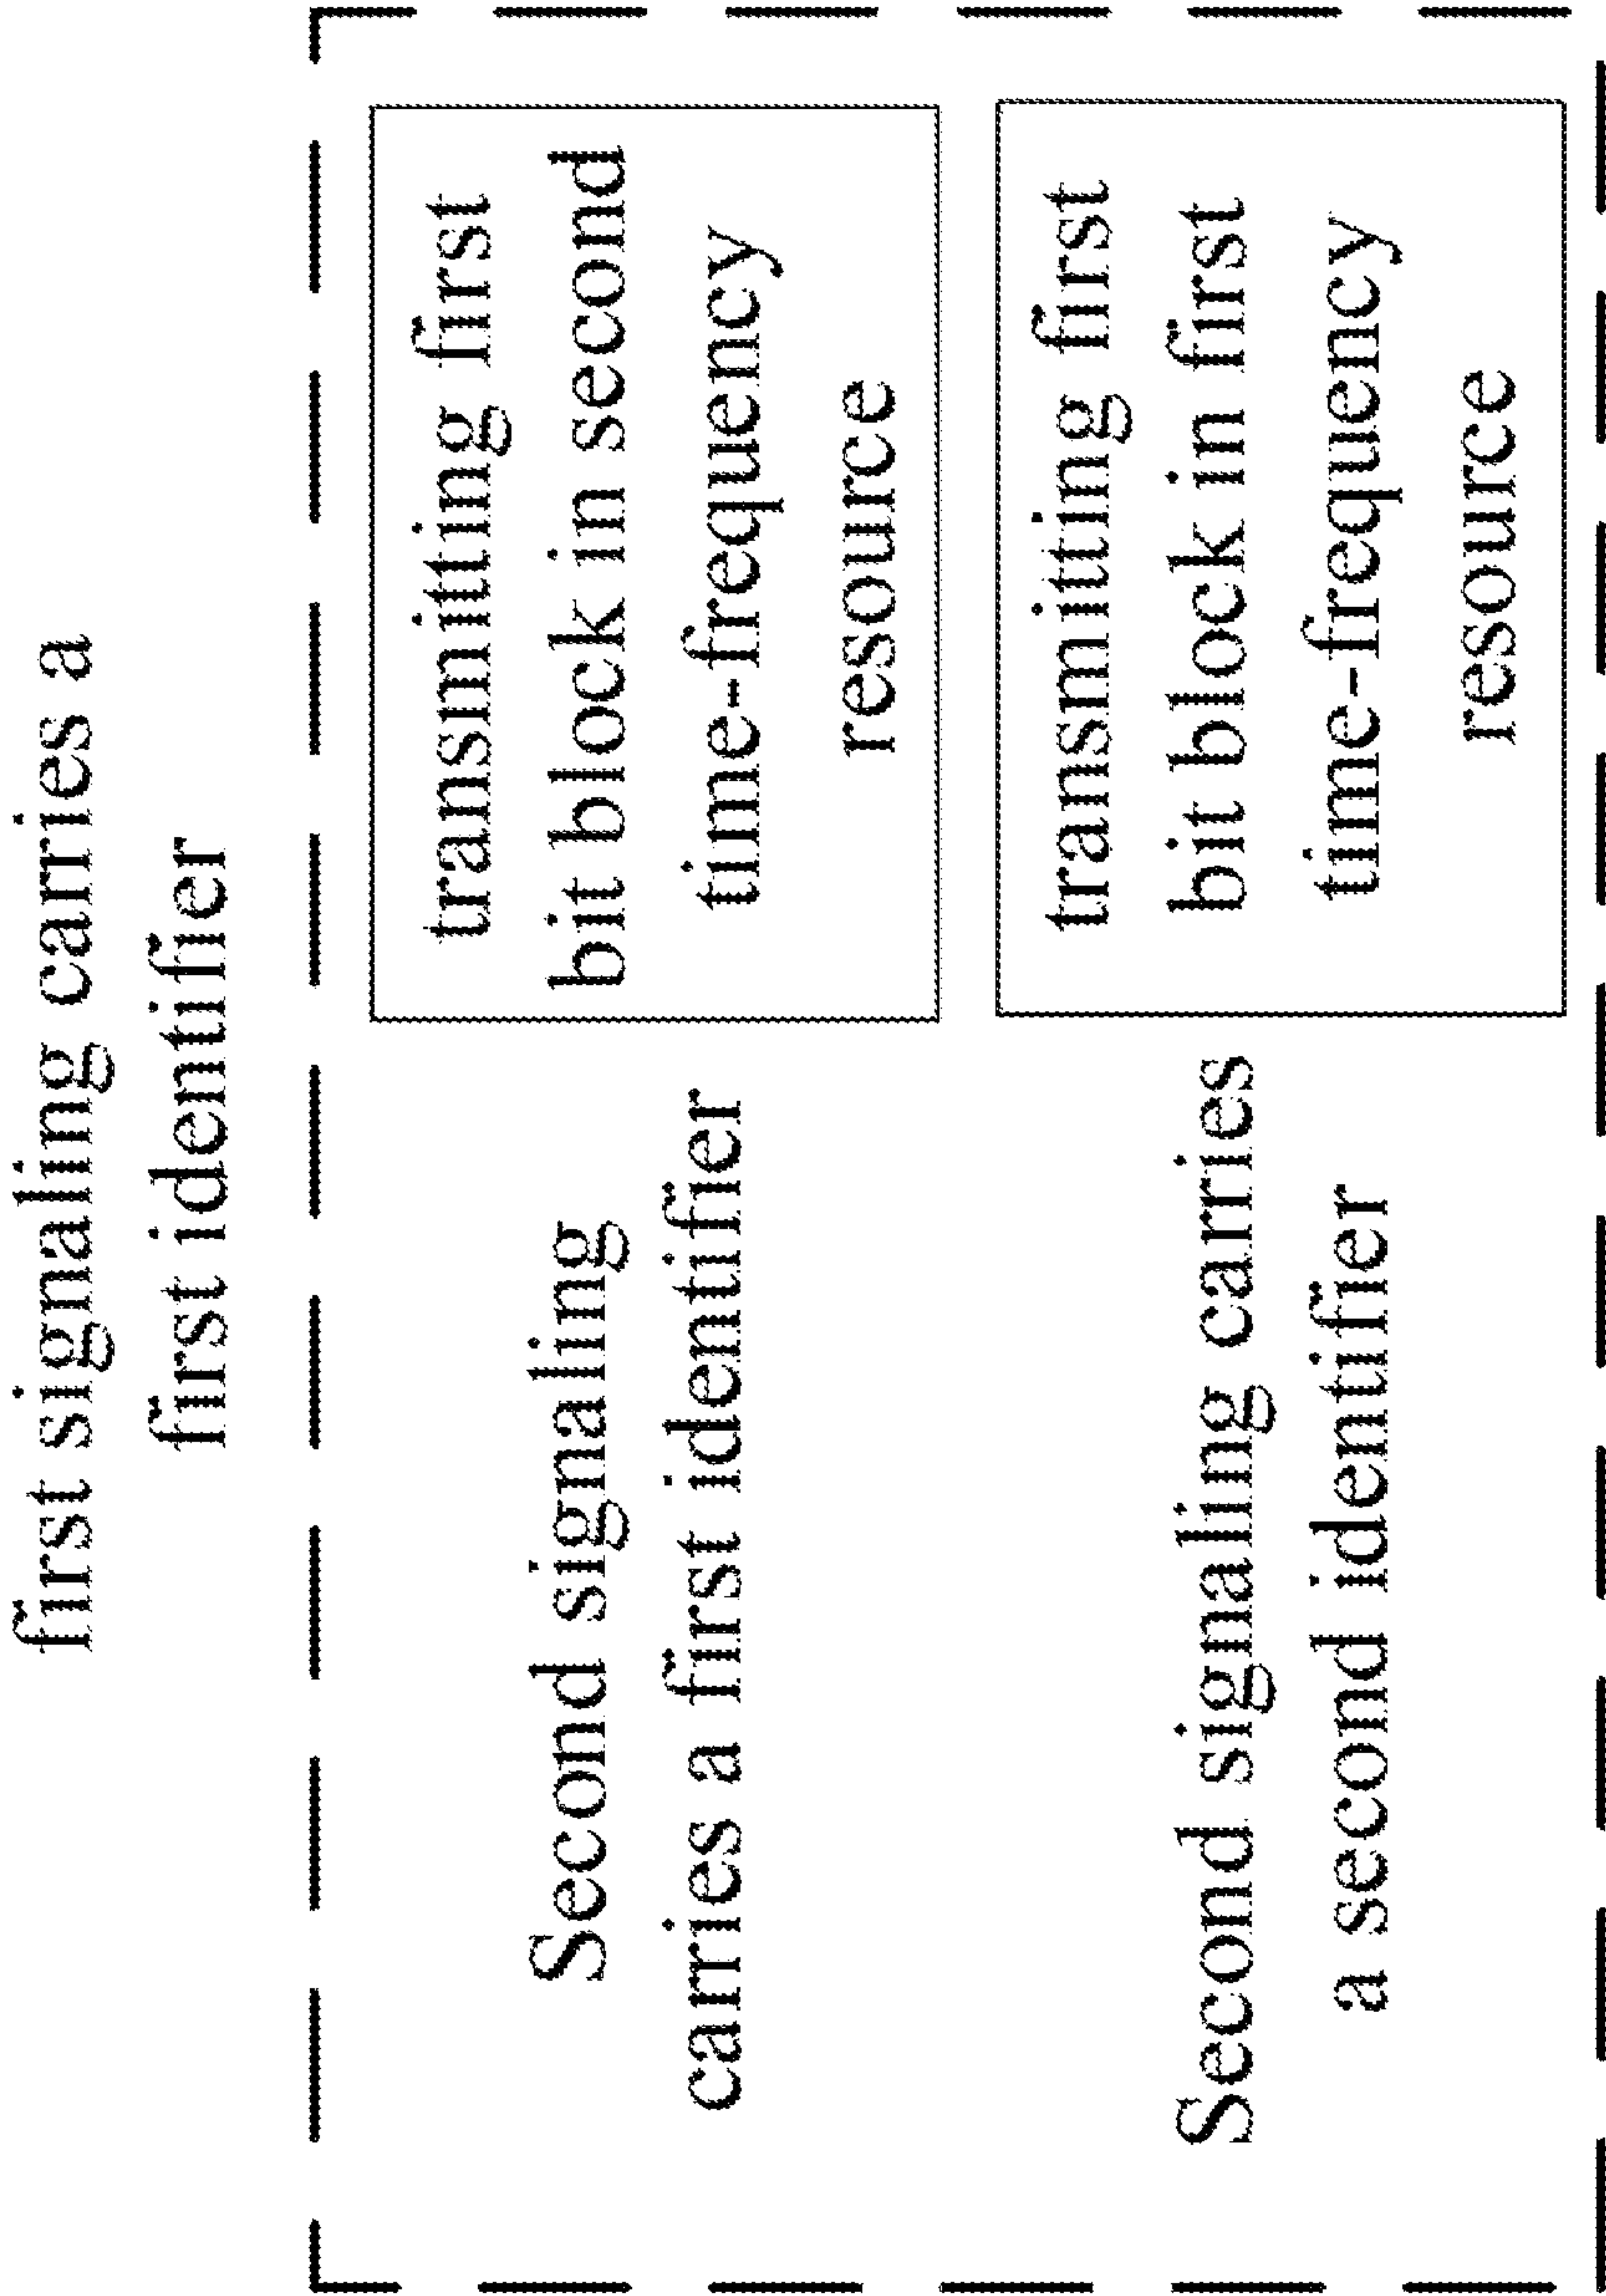 first signaling carries a
first identifier
Second signaling
carries a first identifier
transmitting first
bit block in second
time-frequency
resource
Second signaling carries
a second identifier
transmitting first
bit block in first
time-frequency
resource